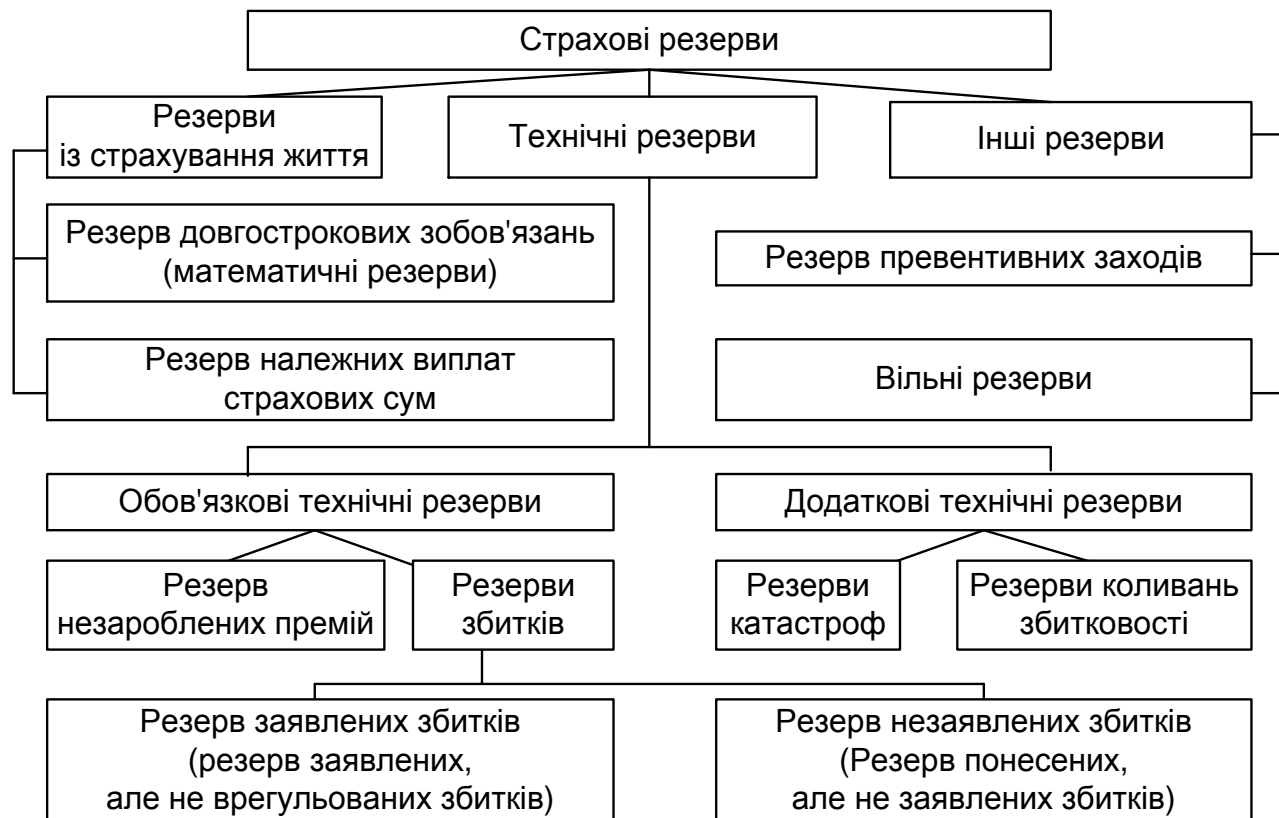 Страхові резерви
Резерви
із страхування життя
Технічні резерви
Інші резерви
Резерв довгострокових зобов'язань
(математичні резерви)
Резерв превентивних заходів
Резерв належних виплат
страхових сум
Вільні резерви
Обов'язкові технічні резерви
Додаткові технічні резерви
Резерв
незароблених премій
Резерви
збитків
Резерви
катастроф
Резерви коливань
збитковості
Резерв заявлених збитків
(резерв заявлених,
але не врегульованих збитків)
Резерв незаявлених збитків
(Резерв понесених,
але не заявлених збитків)